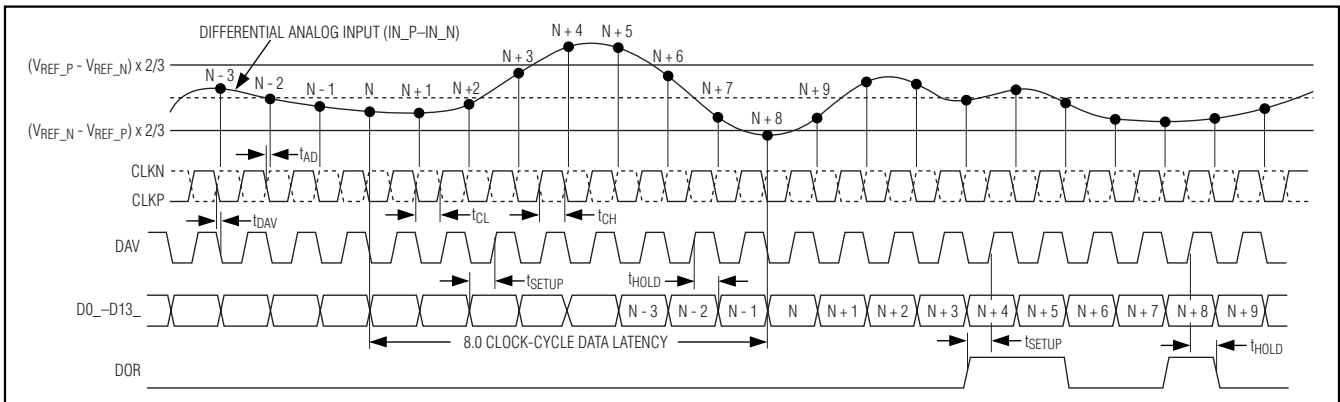 DIFFERENTIAL ANALOG INPUT (IN_P–IN_N)
(VREF_P - VREF_N) x 2/3
(VREF_N - VREF_P) x 2/3
N - 3
N - 2
N - 1
N
N + 1
N +2
N + 3
N + 4
N + 5
N + 6
N + 7
N + 8
N + 9
tAD
CLKN
CLKP
tDAV
tCL
tCH
DAV
tSETUP
tHOLD
D0_–D13_
N - 3 N - 2 N - 1 N N + 1 N + 2 N + 3 N + 4 N + 5 N + 6 N + 7 N + 8 N + 9
8.0 CLOCK-CYCLE DATA LATENCY
tSETUP
tHOLD
DOR